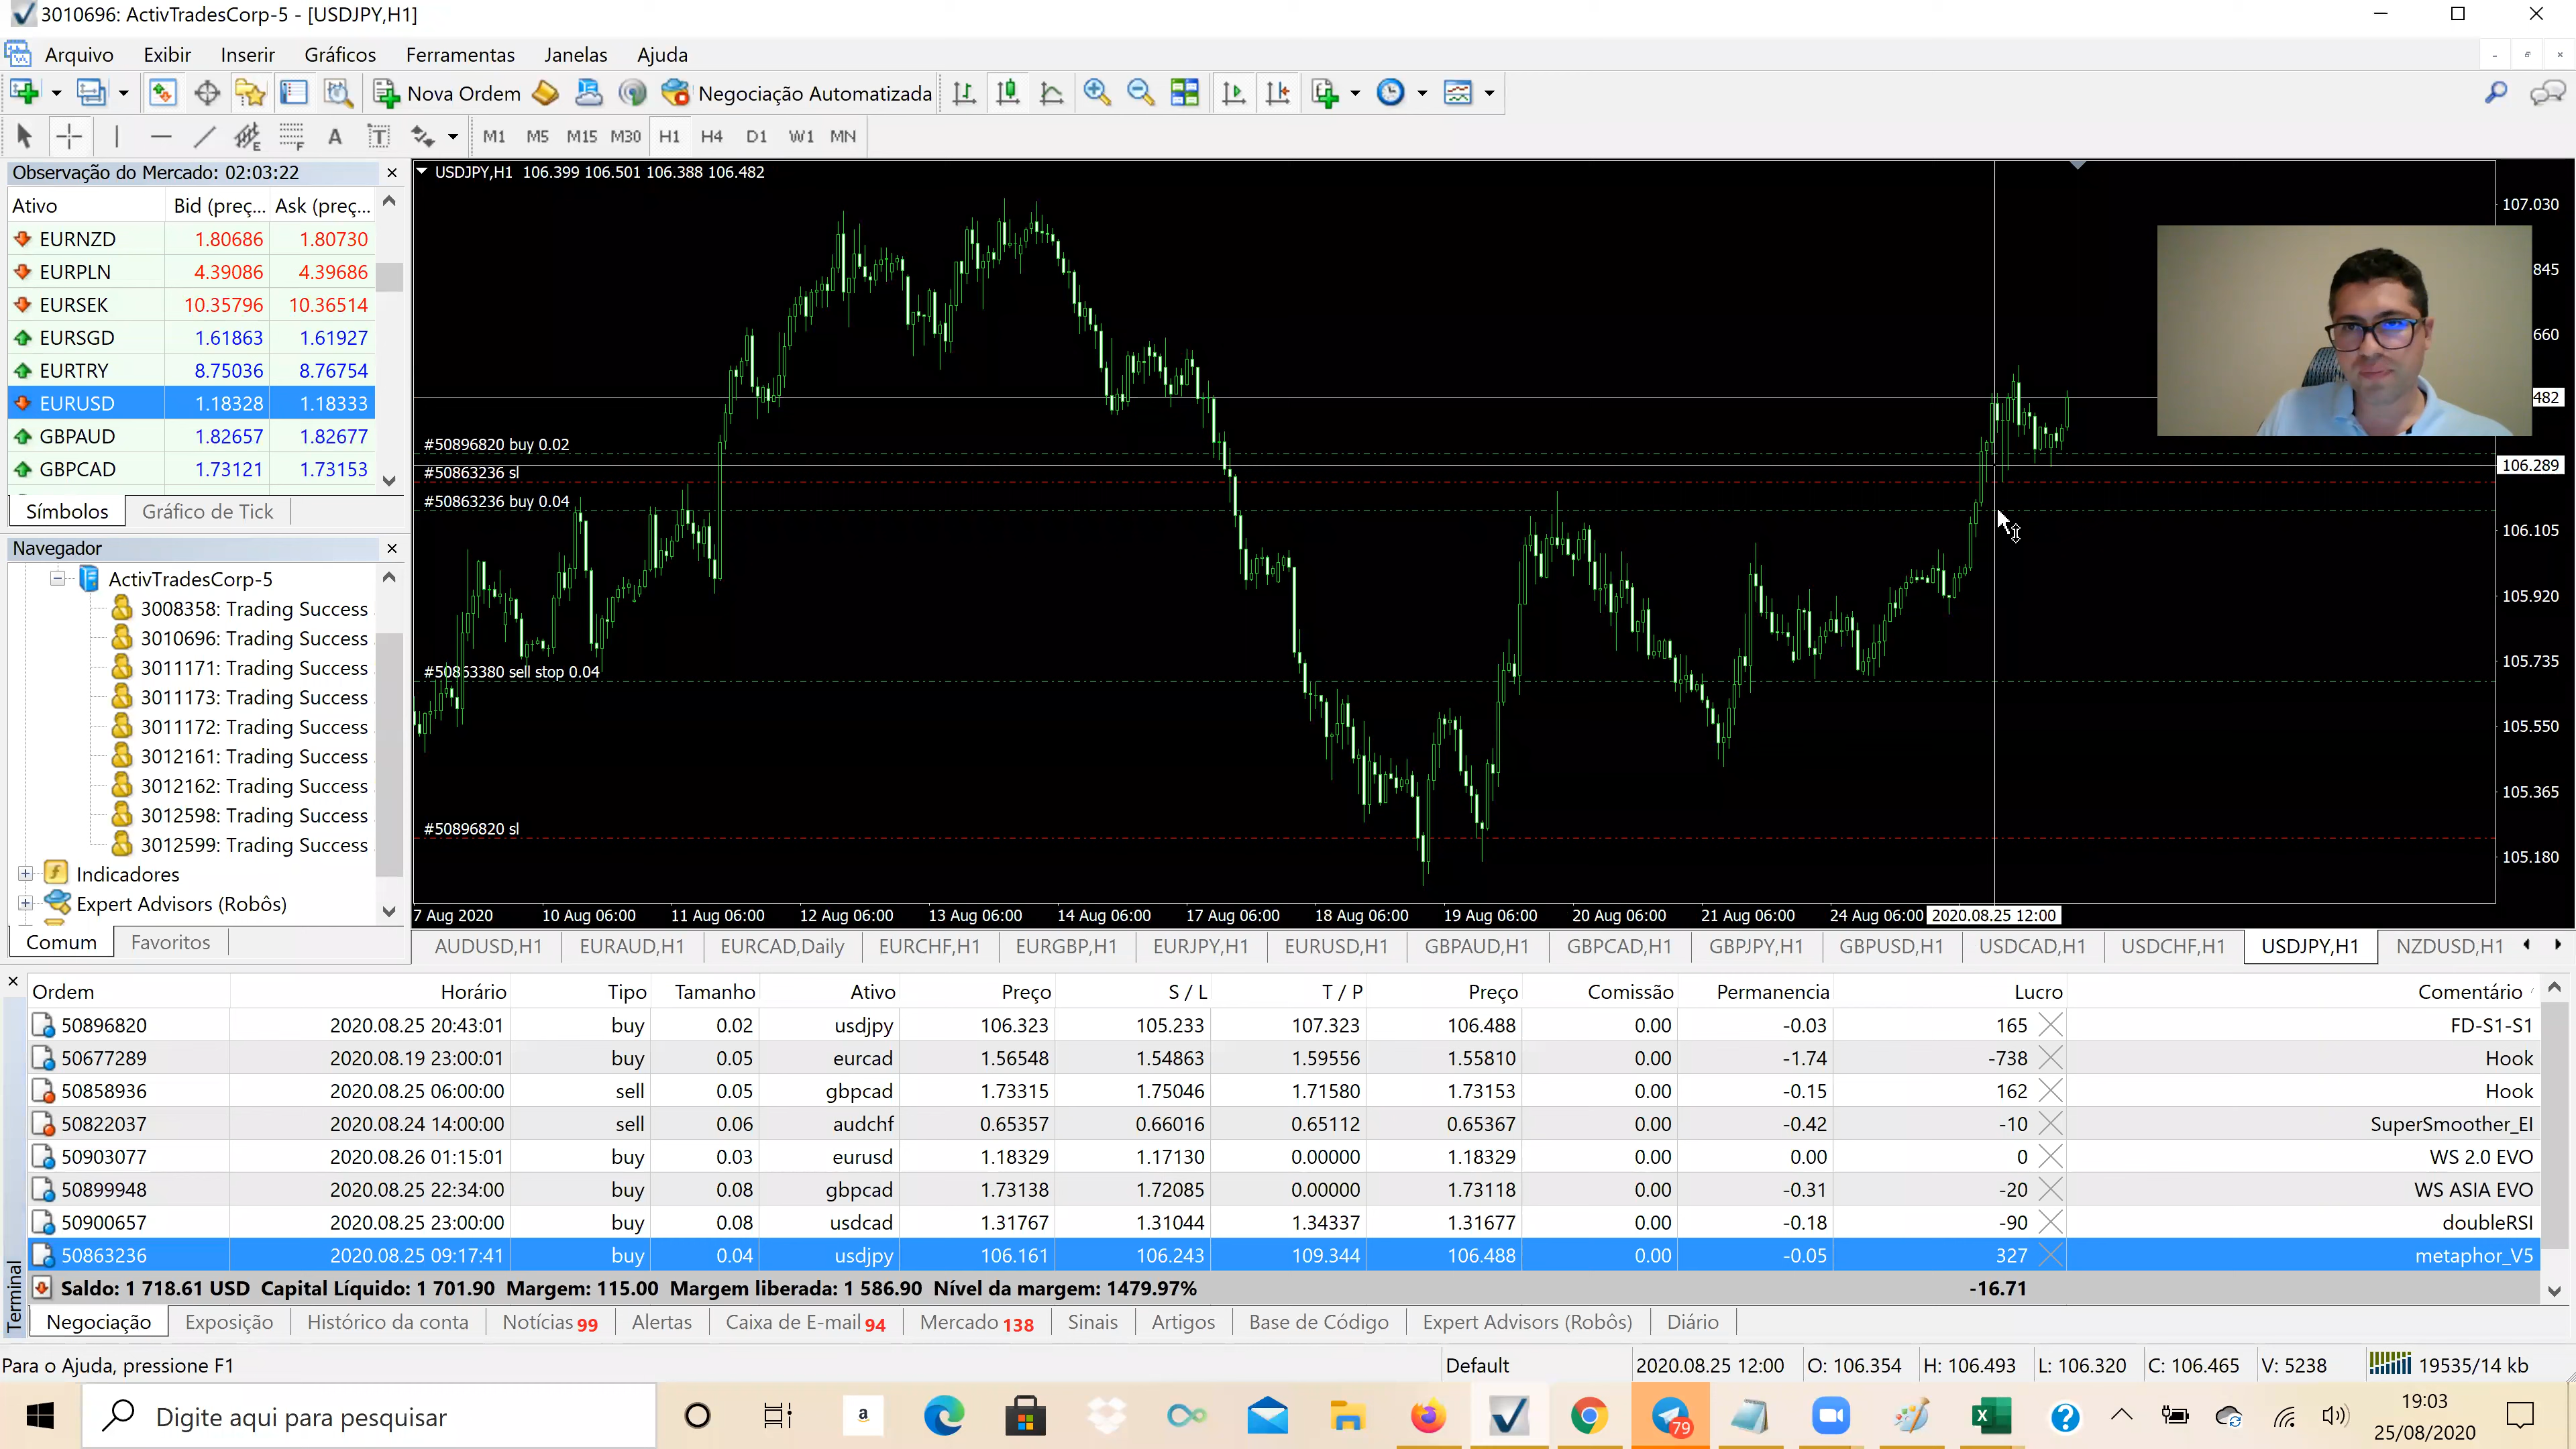 3010696: ActivTradesCorp-5 - [USDJPY,H1]
Arquivo Exibir Inserir Gráficos Ferramentas Janelas Ajuda
Nova Ordem Negociação Automatizada
M1 M5 M15 M30 H1 H4 D1 W1 MN
Observação do Mercado: 02:03:22
Ativo Bid (preç... Ask (preç...
EURNZD 1.80686 1.80730
EURPLN 4.39086 4.39686
EURSEK 10.35796 10.36514
EURSGD 1.61863 1.61927
EURTRY 8.75036 8.76754
EURUSD 1.18328 1.18333
GBPAUD 1.82657 1.82677
GBPCAD 1.73121 1.73153
Símbolos Gráfico de Tick
Navegador
ActivTradesCorp-5
3008358: Trading Success
3010696: Trading Success
3011171: Trading Success
3011173: Trading Success
3011172: Trading Success
3012161: Trading Success
3012162: Trading Success
3012598: Trading Success
3012599: Trading Success
Indicadores
Expert Advisors (Robôs)
Comum Favoritos
USDJPY,H1 106.399 106.501 106.388 106.482
#50896820 buy 0.02
#50863236 sl
#50863236 buy 0.04
#50863380 sell stop 0.04
#50896820 sl
107.030
845
660
482
106.289
106.105
105.920
105.735
105.550
105.365
105.180
7 Aug 2020 10 Aug 06:00 11 Aug 06:00 12 Aug 06:00 13 Aug 06:00 14 Aug 06:00 17 Aug 06:00 18 Aug 06:00 19 Aug 06:00 20 Aug 06:00 21 Aug 06:00 24 Aug 06:00 2020.08.25 12:00
AUDUSD,H1 EURAUD,H1 EURCAD,Daily EURCHF,H1 EURGBP,H1 EURJPY,H1 EURUSD,H1 GBPAUD,H1 GBPCAD,H1 GBPJPY,H1 GBPUSD,H1 USDCAD,H1 USDCHF,H1 USDJPY,H1 NZDUSD,H1
Ordem Horário Tipo Tamanho Ativo Preço S / L T / P Preço Comissão Permanencia Lucro Comentário
50896820 2020.08.25 20:43:01 buy 0.02 usdjpy 106.323 105.233 107.323 106.488 0.00 -0.03 165 FD-S1-S1
50677289 2020.08.19 23:00:01 buy 0.05 eurcad 1.56548 1.54863 1.59556 1.55810 0.00 -1.74 -738 Hook
50858936 2020.08.25 06:00:00 sell 0.05 gbpcad 1.73315 1.75046 1.71580 1.73153 0.00 -0.15 162 Hook
50822037 2020.08.24 14:00:00 sell 0.06 audchf 0.65357 0.66016 0.65112 0.65367 0.00 -0.42 -10 SuperSmoother_EI
50903077 2020.08.26 01:15:01 buy 0.03 eurusd 1.18329 1.17130 0.00000 1.18329 0.00 0.00 0 WS 2.0 EVO
50899948 2020.08.25 22:34:00 buy 0.08 gbpcad 1.73138 1.72085 0.00000 1.73118 0.00 -0.31 -20 WS ASIA EVO
50900657 2020.08.25 23:00:00 buy 0.08 usdcad 1.31767 1.31044 1.34337 1.31677 0.00 -0.18 -90 doubleRSI
50863236 2020.08.25 09:17:41 buy 0.04 usdjpy 106.161 106.243 109.344 106.488 0.00 -0.05 327 metaphor_V5
Saldo: 1 718.61 USD Capital Líquido: 1 701.90 Margem: 115.00 Margem liberada: 1 586.90 Nível da margem: 1479.97% -16.71
Terminal
Negociação Exposição Histórico da conta Notícias 99 Alertas Caixa de E-mail 94 Mercado 138 Sinais Artigos Base de Código Expert Advisors (Robôs) Diário
Para o Ajuda, pressione F1 Default 2020.08.25 12:00 O: 106.354 H: 106.493 L: 106.320 C: 106.465 V: 5238 19535/14 kb
Digite aqui para pesquisar
a
79
19:03
25/08/2020